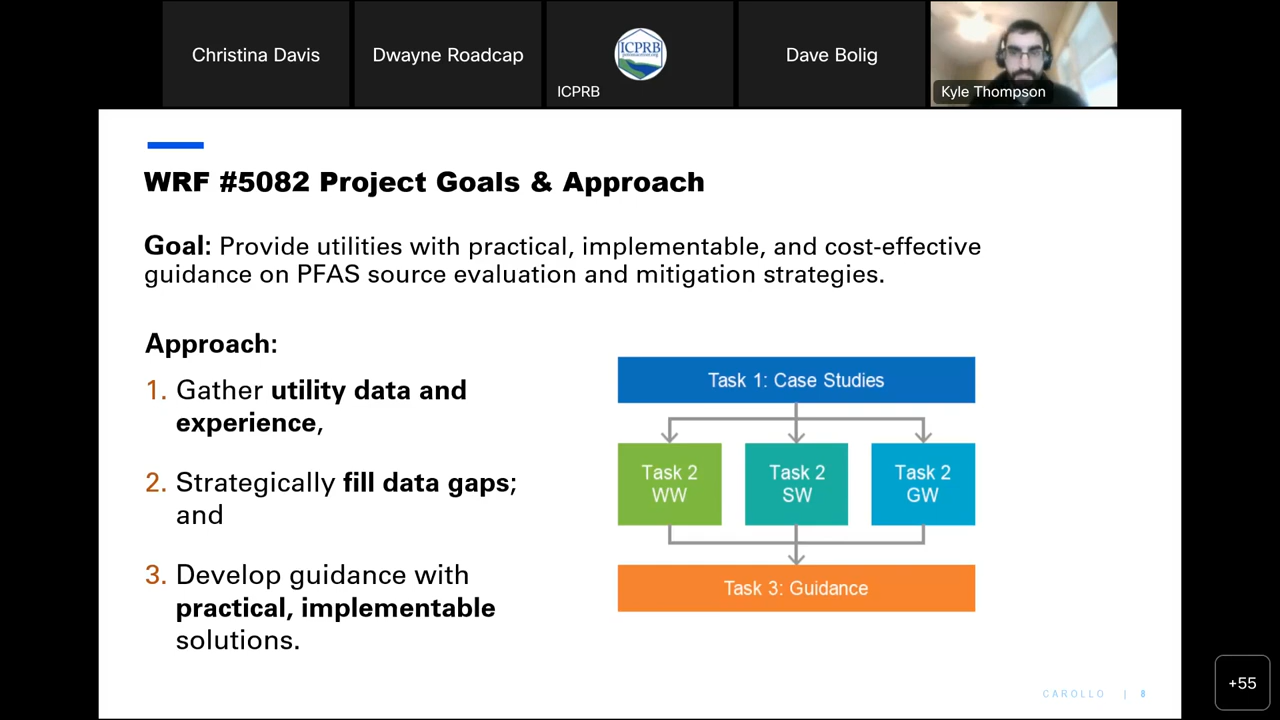 Christina Davis
Dwayne Roadcap
ICPRB
ICPRB
Dave Bolig
Kyle Thompson
WRF #5082 Project Goals & Approach
Goal: Provide utilities with practical, implementable, and cost-effective
guidance on PFAS source evaluation and mitigation strategies.
Approach:
1. Gather utility data and
experience,
2. Strategically fill data gaps;
and
3. Develop guidance with
practical, implementable
solutions.
Task 1: Case Studies
Task 2
WW
Task 2
SW
Task 2
GW
Task 3: Guidance
CAROLLO | 8
+55